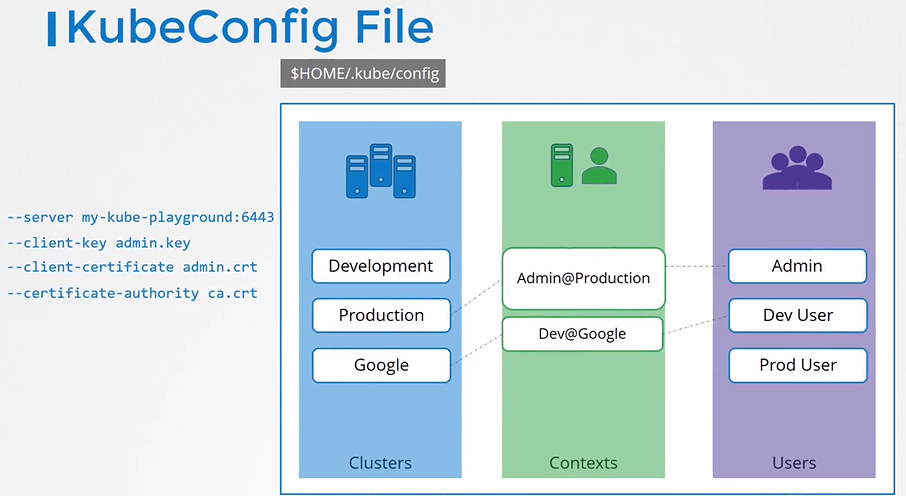 KubeConfig File
$HOME/.kube/config
--server my-kube-playground:6443
--client-key admin.key
--client-certificate admin.crt
--certificate-authority ca.crt
Development
Production
Google
Clusters
Admin@Production
Dev@Google
Contexts
Admin
Dev User
Prod User
Users